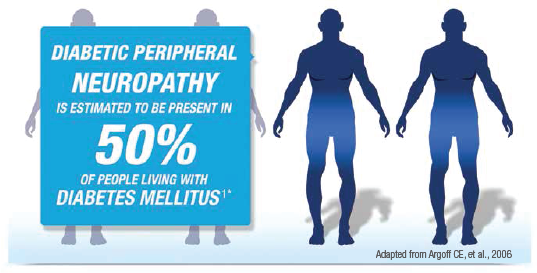 DIABETIC PERIPHERAL
NEUROPATHY
IS ESTIMATED TO BE PRESENT IN
50%
OF PEOPLE LIVING WITH
DIABETES MELLITUS¹*
Adapted from Argoff CE, et al., 2006